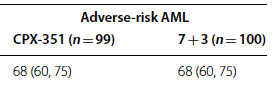 Adverse-risk AML
CPX-351 (n=99) 7+3 (n=100)
68 (60, 75) 68 (60, 75)